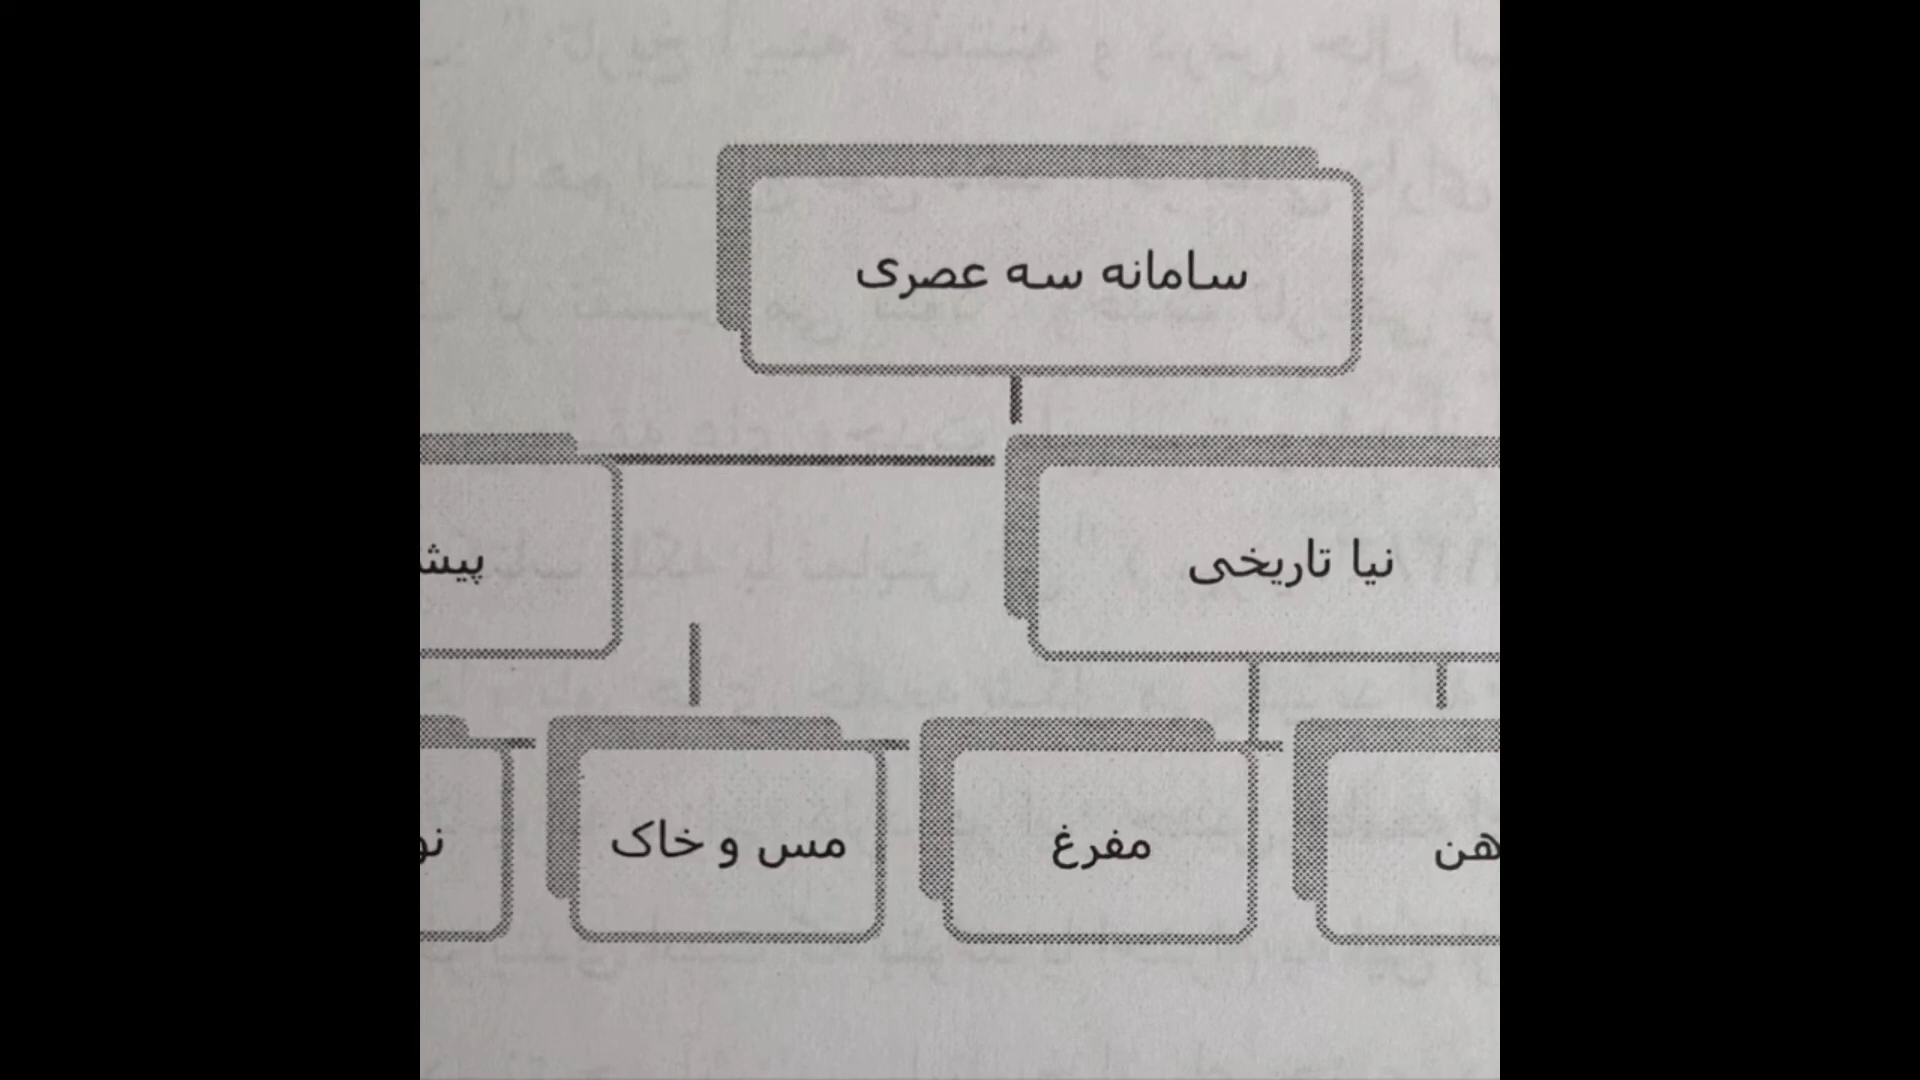 سامانه سه عصری
نیا تاریخی
مفرغ
مس و خاک